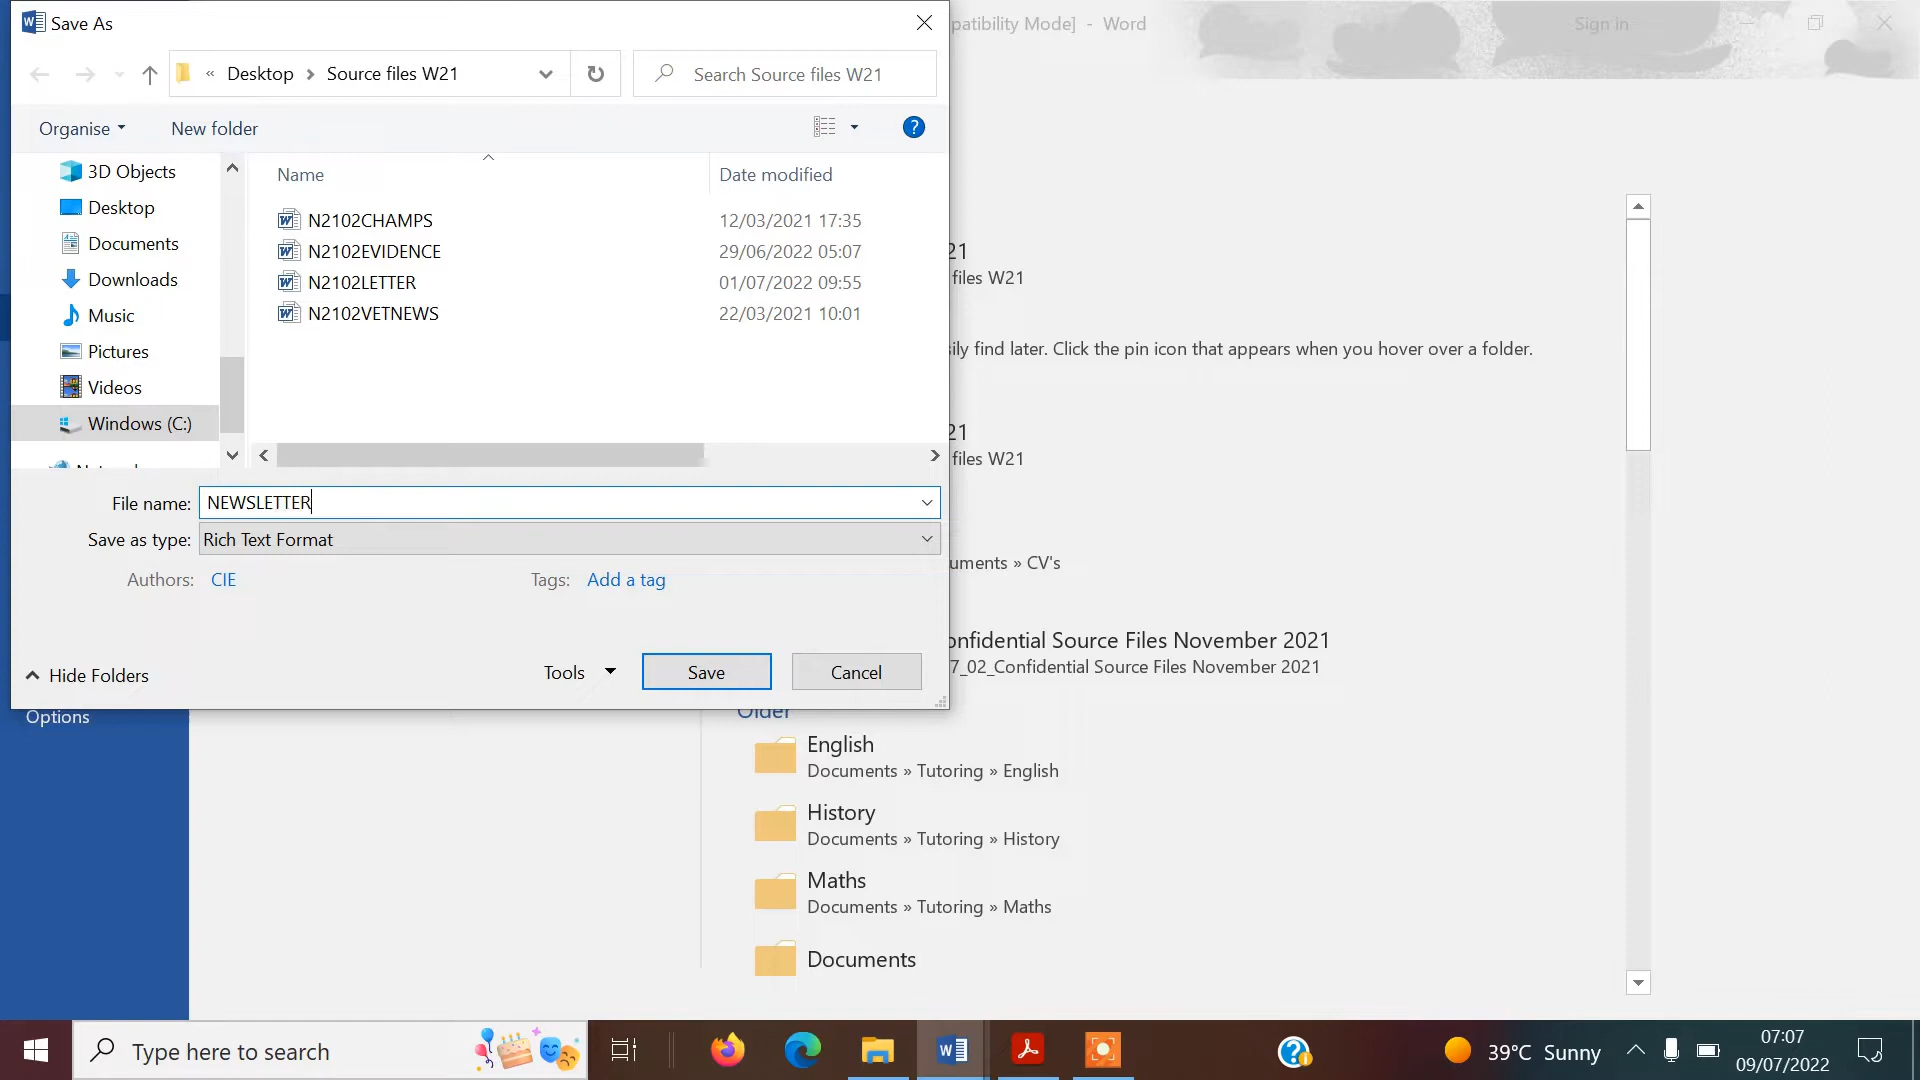 Save As
patibility Mode] - Word
Sign in
« Desktop > Source files W21
Search Source files W21
Organise
New folder
3D Objects
Desktop
Documents
Downloads
Music
Pictures
Videos
Windows (C:)
Name
Date modified
N2102CHAMPS 12/03/2021 17:35
N2102EVIDENCE 29/06/2022 05:07
N2102LETTER 01/07/2022 09:55
N2102VETNEWS 22/03/2021 10:01
File name: NEWSLETTER
Save as type: Rich Text Format
Authors: CIE
Tags: Add a tag
Hide Folders
Tools
Save
Cancel
21
files W21
ily find later. Click the pin icon that appears when you hover over a folder.
21
files W21
uments » CV's
onfidential Source Files November 2021
7_02_Confidential Source Files November 2021
Options
Older
English
Documents » Tutoring » English
History
Documents » Tutoring » History
Maths
Documents » Tutoring » Maths
Documents
Type here to search
39°C Sunny
07:07
09/07/2022